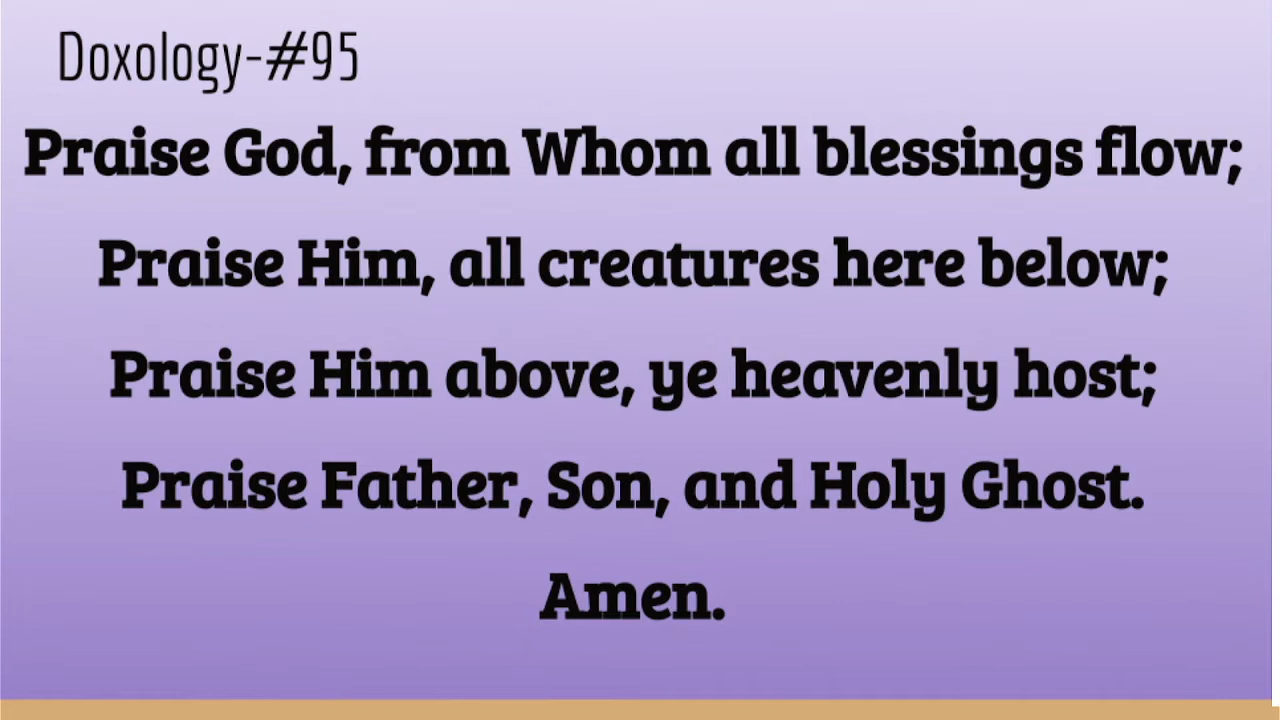 Doxology-#95
Praise God, from Whom all blessings flow;
Praise Him, all creatures here below;
Praise Him above, ye heavenly host;
Praise Father, Son, and Holy Ghost.
Amen.